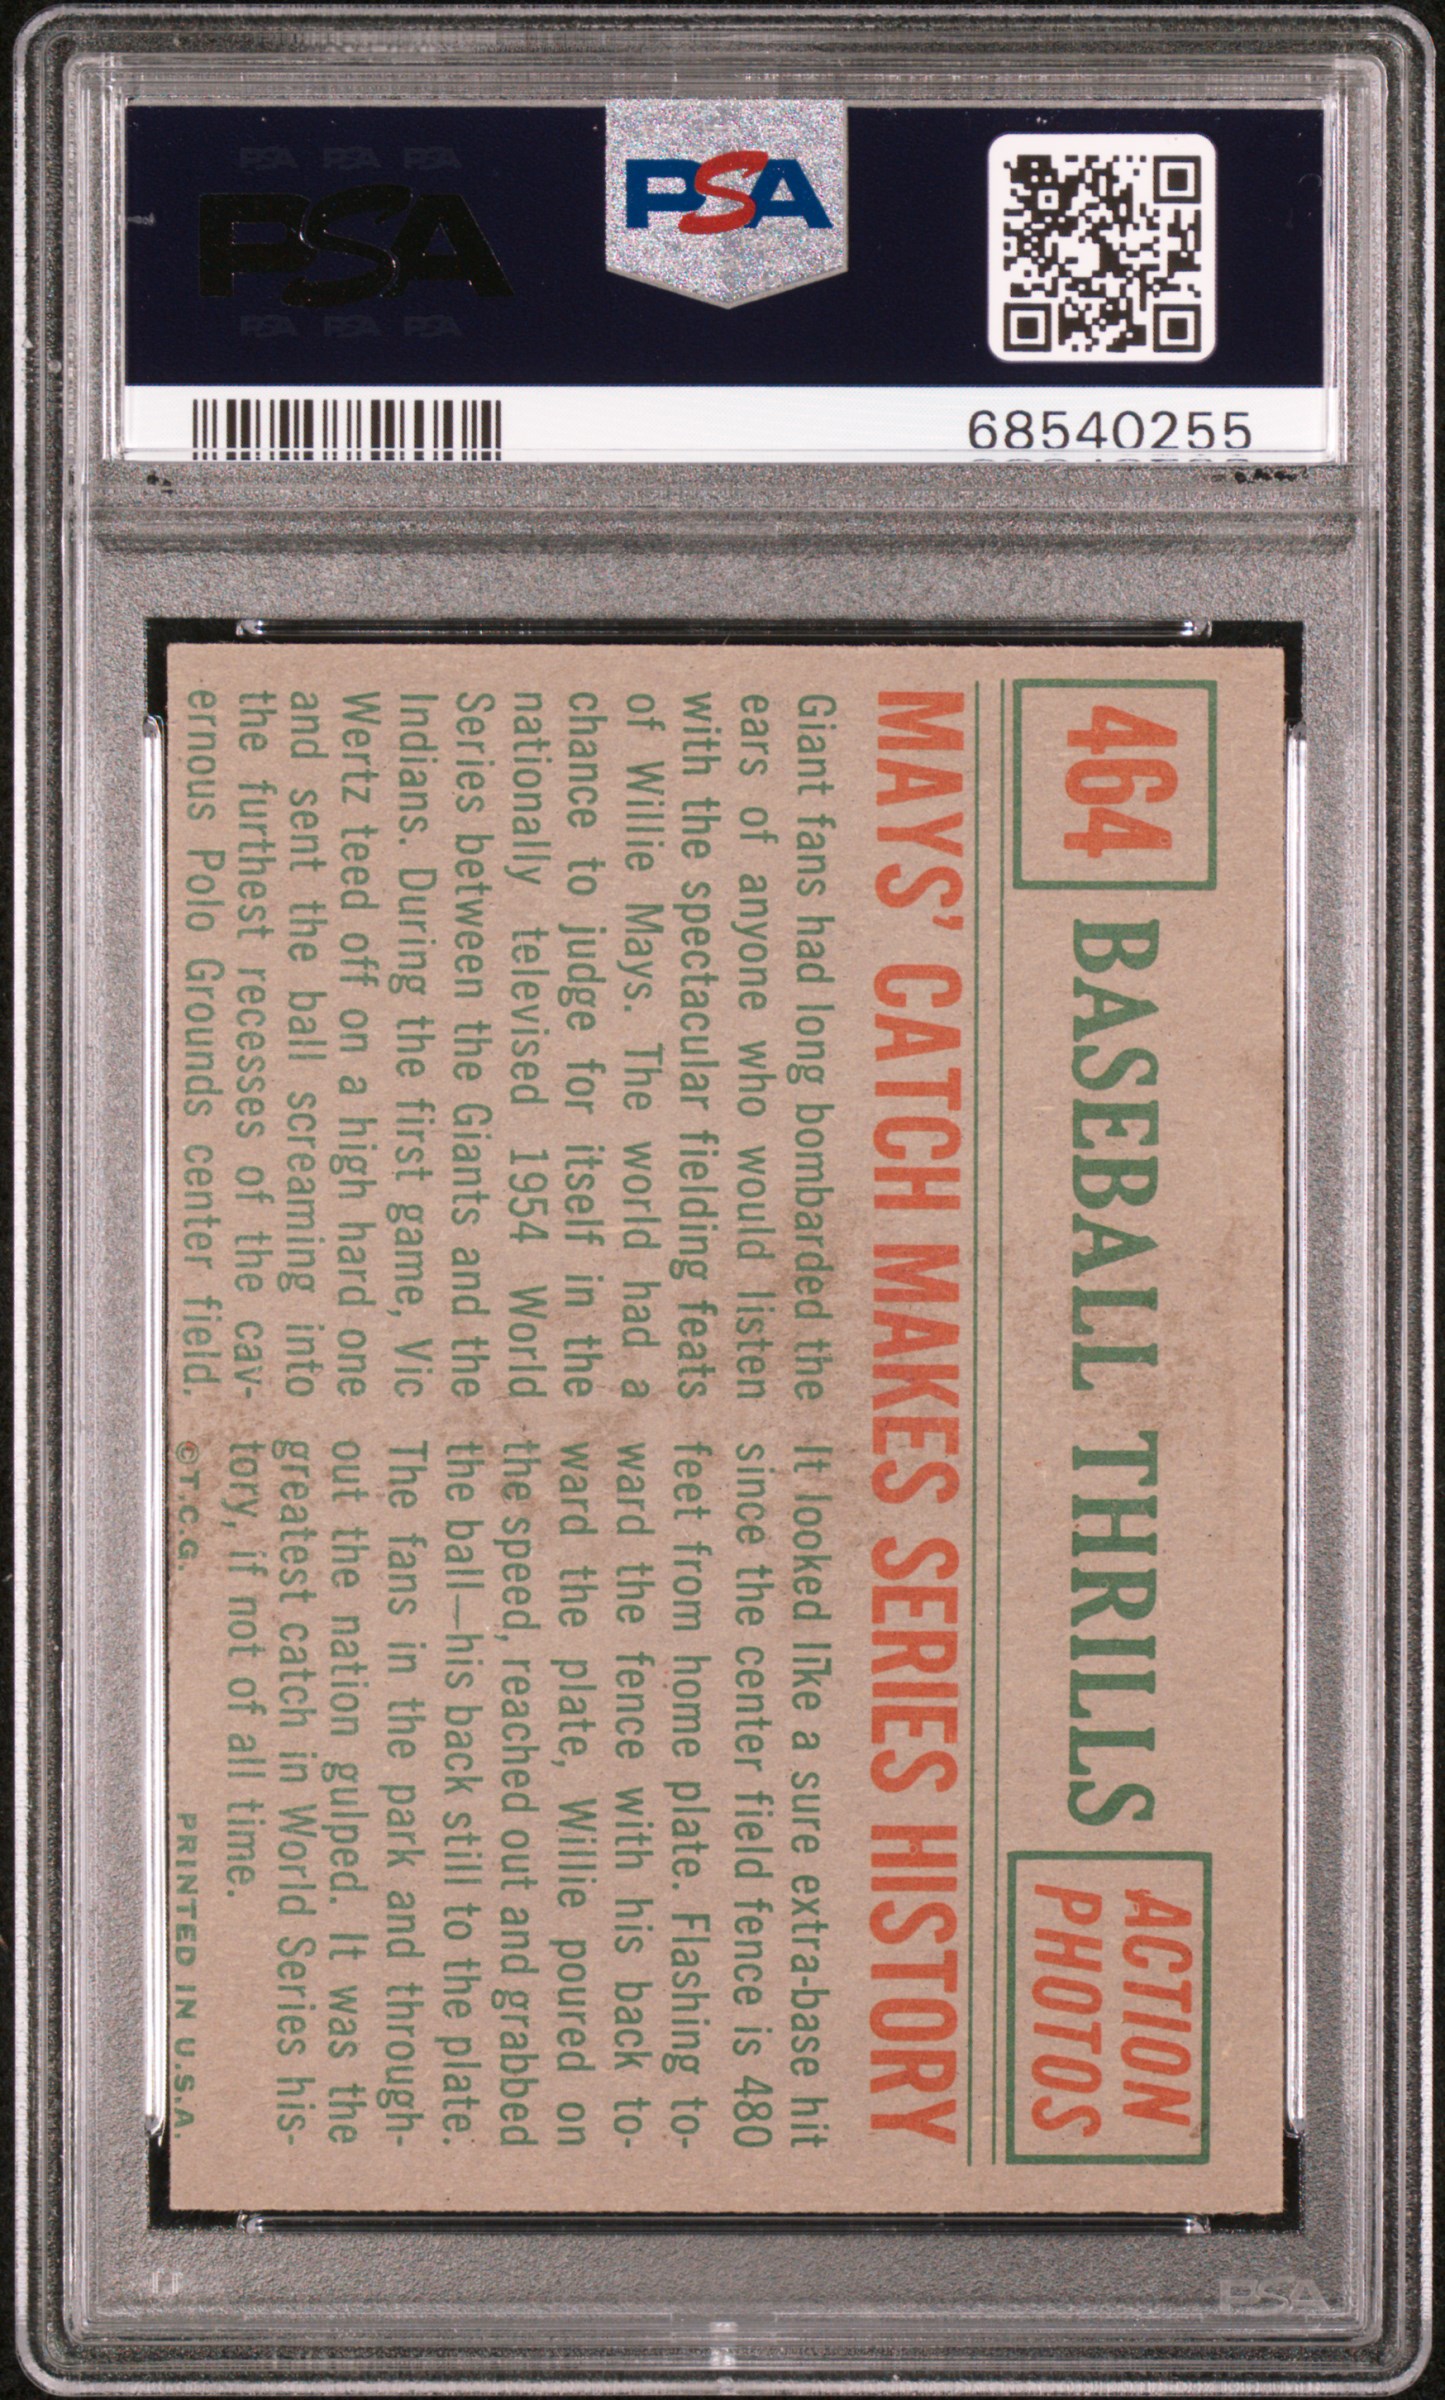 PSA PSA PSA
PSA
PSA PSA PSA
PSA
68540255
464
BASEBALL THRILLS
ACTION
PHOTOS
MAYS' CATCH MAKES SERIES HISTORY
Giant fans had long bombarded the
ears of anyone who would listen
with the spectacular fielding feats
of Willie Mays. The world had a
chance to judge for itself in the
nationally televised 1954 World
Series between the Giants and the
Indians. During the first game, Vic
Wertz teed off on a high hard one
and sent the ball screaming into
the furthest recesses of the cav-
ernous Polo Grounds center field.
It looked like a sure extra-base hit
since the center field fence is 480
feet from home plate. Flashing to-
ward the fence with his back to-
ward the plate, Willie poured on
the speed, reached out and grabbed
the ball—his back still to the plate.
The fans in the park and through-
out the nation gulped. It was the
greatest catch in World Series his-
tory, if not of all time.
©T.C.G.
PRINTED IN U.S.A.
PSA